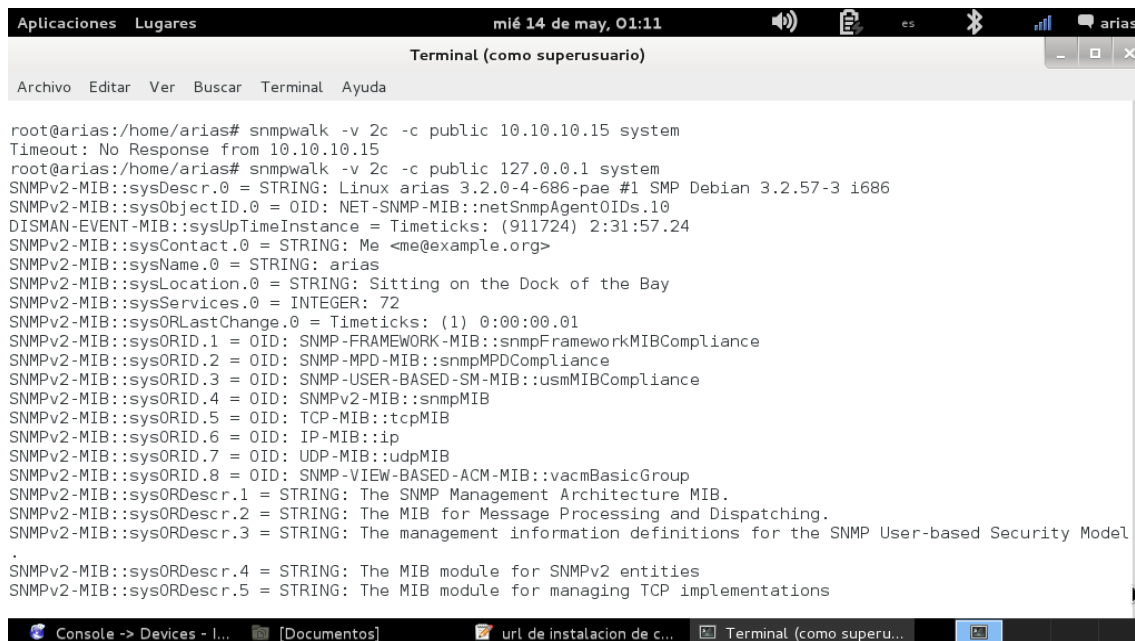 Aplicaciones Lugares mié 14 de may, 01:11 es arias
Terminal (como superusuario)
Archivo Editar Ver Buscar Terminal Ayuda
root@arias:/home/arias# snmpwalk -v 2c -c public 10.10.10.15 system
Timeout: No Response from 10.10.10.15
root@arias:/home/arias# snmpwalk -v 2c -c public 127.0.0.1 system
SNMPv2-MIB::sysDescr.0 = STRING: Linux arias 3.2.0-4-686-pae #1 SMP Debian 3.2.57-3 i686
SNMPv2-MIB::sysObjectID.0 = OID: NET-SNMP-MIB::netSnmpAgentOIDs.10
DISMAN-EVENT-MIB::sysUpTimeInstance = Timeticks: (911724) 2:31:57.24
SNMPv2-MIB::sysContact.0 = STRING: Me <me@example.org>
SNMPv2-MIB::sysName.0 = STRING: arias
SNMPv2-MIB::sysLocation.0 = STRING: Sitting on the Dock of the Bay
SNMPv2-MIB::sysServices.0 = INTEGER: 72
SNMPv2-MIB::sysORLastChange.0 = Timeticks: (1) 0:00:00.01
SNMPv2-MIB::sysORID.1 = OID: SNMP-FRAMEWORK-MIB::snmpFrameworkMIBCompliance
SNMPv2-MIB::sysORID.2 = OID: SNMP-MPD-MIB::snmpMPDCompliance
SNMPv2-MIB::sysORID.3 = OID: SNMP-USER-BASED-SM-MIB::usmMIBCompliance
SNMPv2-MIB::sysORID.4 = OID: SNMPv2-MIB::snmpMIB
SNMPv2-MIB::sysORID.5 = OID: TCP-MIB::tcpMIB
SNMPv2-MIB::sysORID.6 = OID: IP-MIB::ip
SNMPv2-MIB::sysORID.7 = OID: UDP-MIB::udpMIB
SNMPv2-MIB::sysORID.8 = OID: SNMP-VIEW-BASED-ACM-MIB::vacmBasicGroup
SNMPv2-MIB::sysORDescr.1 = STRING: The SNMP Management Architecture MIB.
SNMPv2-MIB::sysORDescr.2 = STRING: The MIB for Message Processing and Dispatching.
SNMPv2-MIB::sysORDescr.3 = STRING: The management information definitions for the SNMP User-based Security Model
.
SNMPv2-MIB::sysORDescr.4 = STRING: The MIB module for SNMPv2 entities
SNMPv2-MIB::sysORDescr.5 = STRING: The MIB module for managing TCP implementations
Console -> Devices - I... [Documentos] url de instalacion de c... Terminal (como superu...